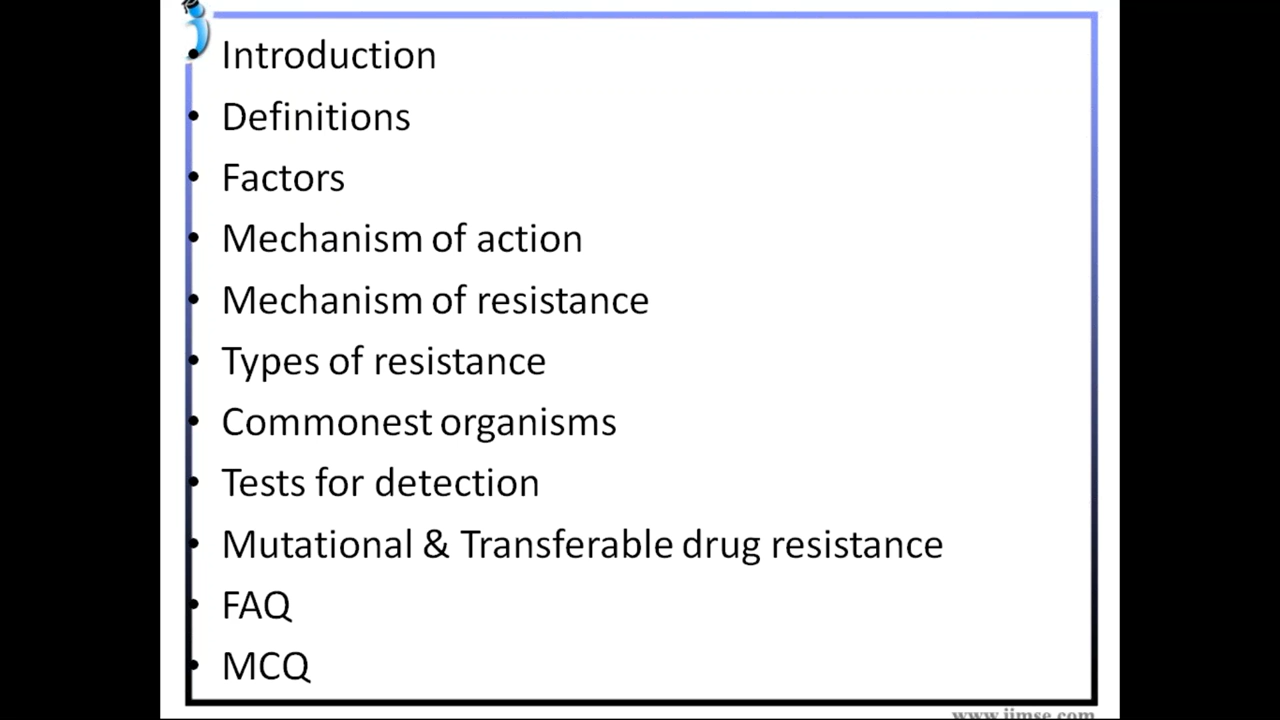 • Introduction
• Definitions
• Factors
• Mechanism of action
• Mechanism of resistance
• Types of resistance
• Commonest organisms
• Tests for detection
• Mutational & Transferable drug resistance
• FAQ
• MCQ